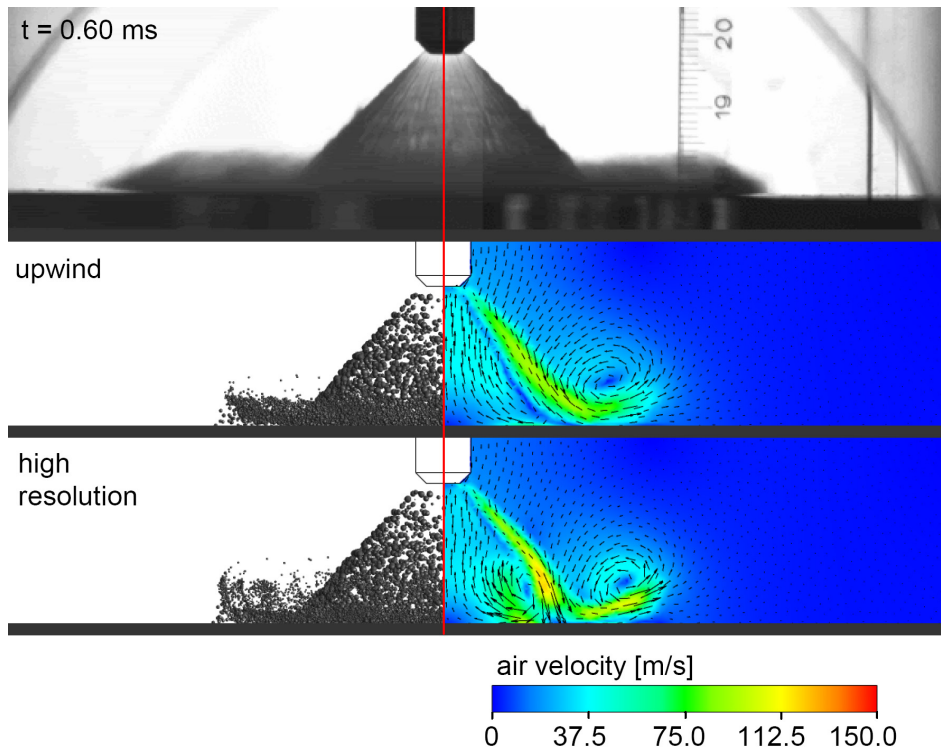 t = 0.60 ms
20
19
upwind
high
resolution
air velocity [m/s]
0 37.5 75.0 112.5 150.0